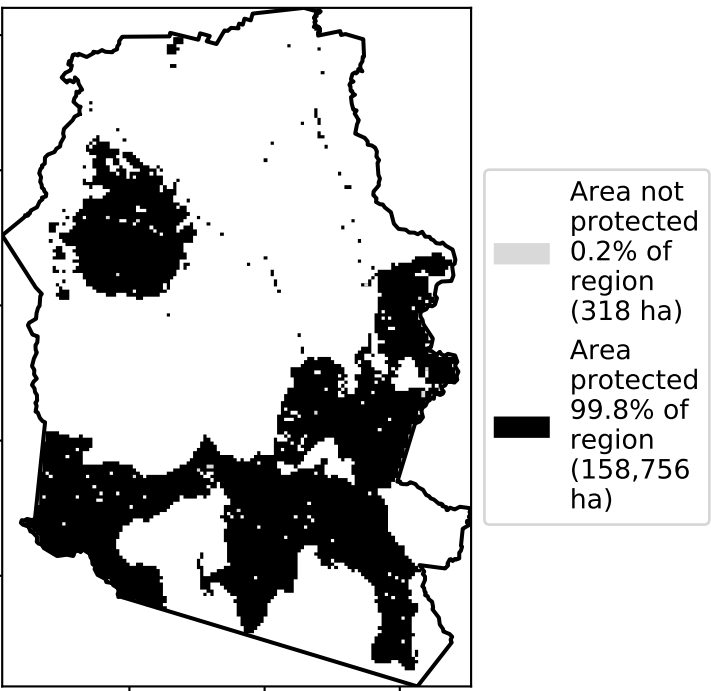 Area not
protected
0.2% of
region
(318 ha)
Area
protected
99.8% of
region
(158,756
ha)